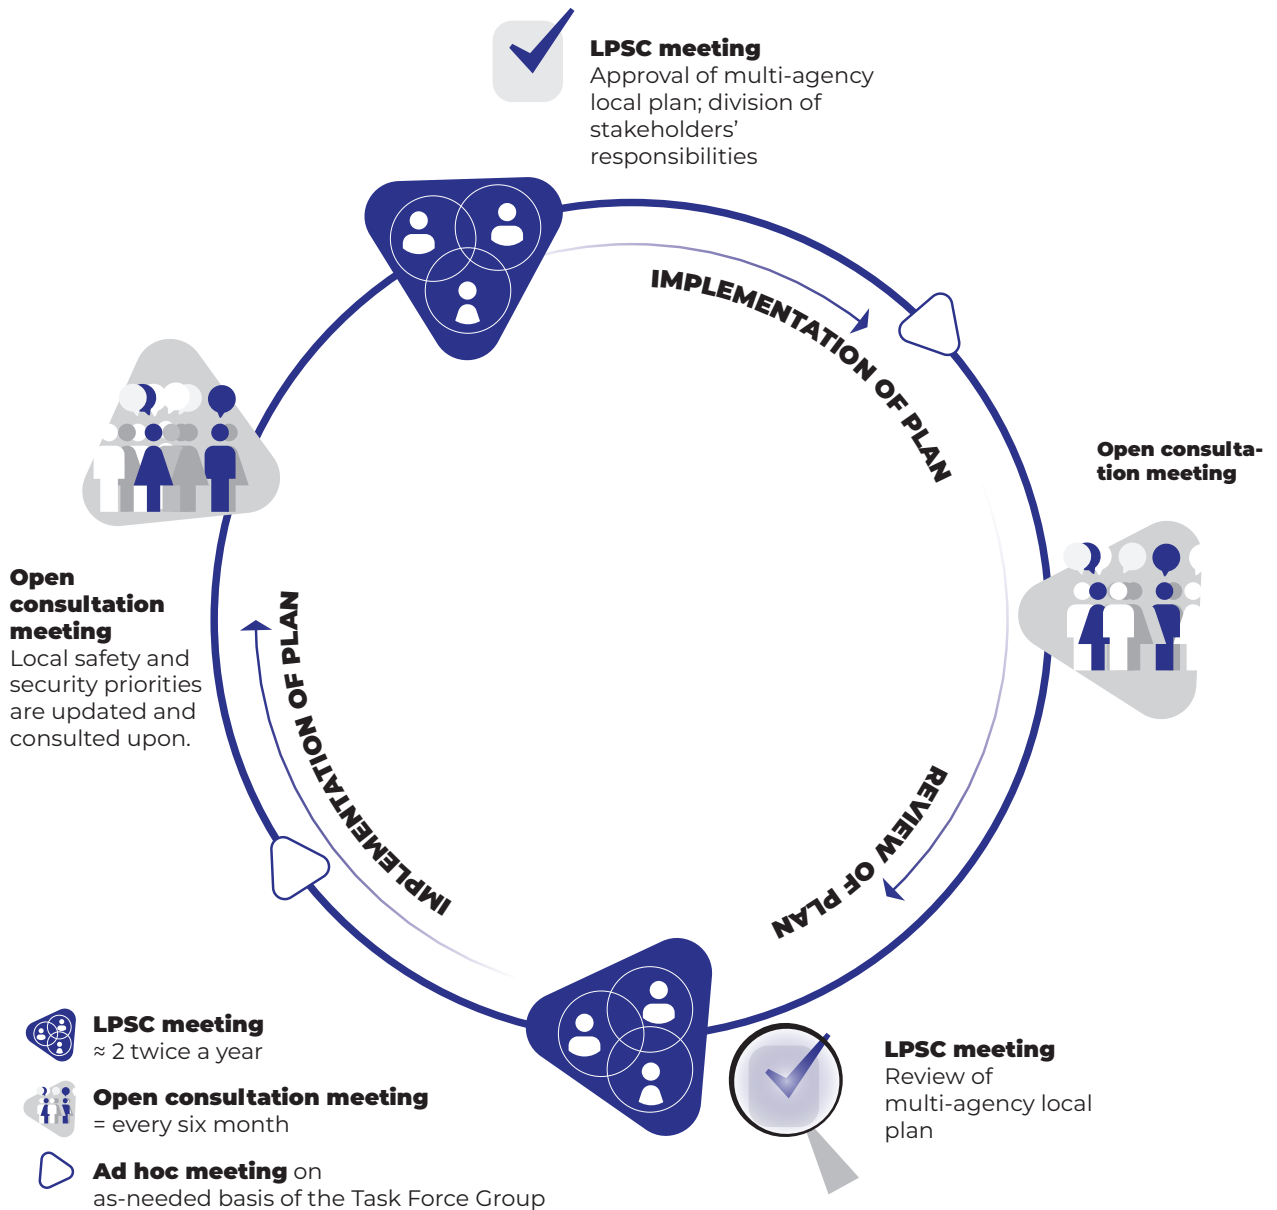 LPSC meeting
Approval of multi-agency
local plan; division of
stakeholders’
responsibilities
IMPLEMENTATION OF PLAN
Open consulta-
tion meeting
Open
consultation
meeting
Local safety and
security priorities
are updated and
consulted upon.
IMPLEMENTATION OF PLAN
REVIEW OF PLAN
LPSC meeting
Review of
multi-agency local
plan
LPSC meeting
≈ 2 twice a year
Open consultation meeting
= every six month
Ad hoc meeting on
as-needed basis of the Task Force Group